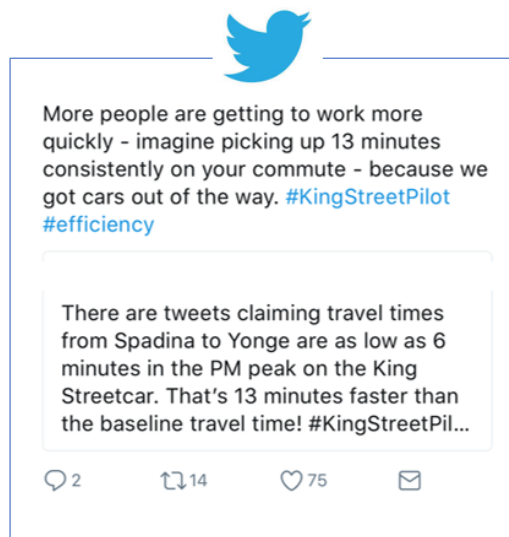 More people are getting to work more
quickly - imagine picking up 13 minutes
consistently on your commute - because we
got cars out of the way. #KingStreetPilot
#efficiency
There are tweets claiming travel times
from Spadina to Yonge are as low as 6
minutes in the PM peak on the King
Streetcar. That’s 13 minutes faster than
the baseline travel time! #KingStreetPil...
2 14 75